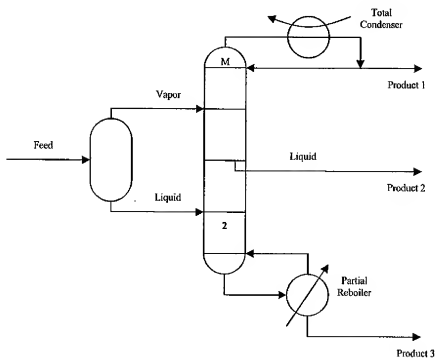 Total
Condenser
M
Product 1
Vapor
Feed
Liquid
Product 2
Liquid
2
Partial
Reboiler
Product 3